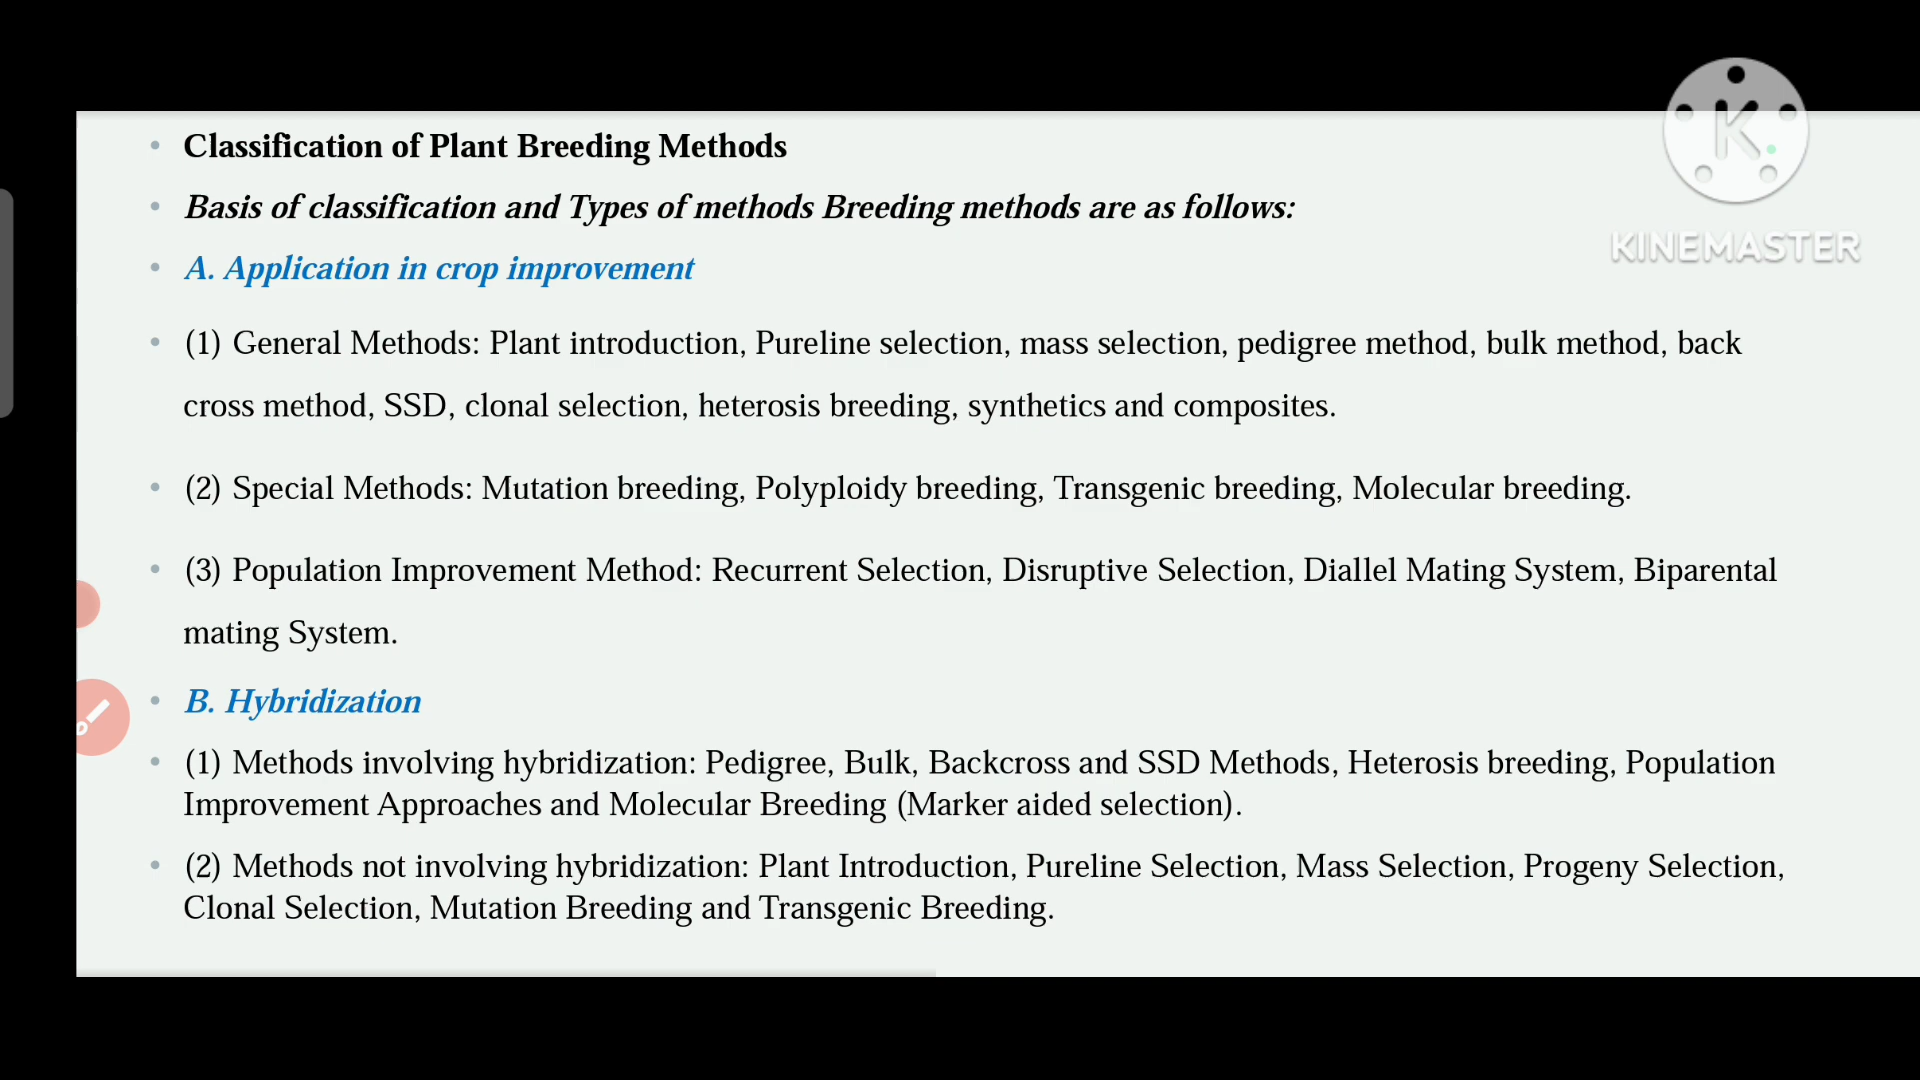 Classification of Plant Breeding Methods
Basis of classification and Types of methods Breeding methods are as follows:
A. Application in crop improvement
(1) General Methods: Plant introduction, Pureline selection, mass selection, pedigree method, bulk method, back
cross method, SSD, clonal selection, heterosis breeding, synthetics and composites.
(2) Special Methods: Mutation breeding, Polyploidy breeding, Transgenic breeding, Molecular breeding.
(3) Population Improvement Method: Recurrent Selection, Disruptive Selection, Diallel Mating System, Biparental
mating System.
B. Hybridization
(1) Methods involving hybridization: Pedigree, Bulk, Backcross and SSD Methods, Heterosis breeding, Population
Improvement Approaches and Molecular Breeding (Marker aided selection).
(2) Methods not involving hybridization: Plant Introduction, Pureline Selection, Mass Selection, Progeny Selection,
Clonal Selection, Mutation Breeding and Transgenic Breeding.
K
KINEMASTER